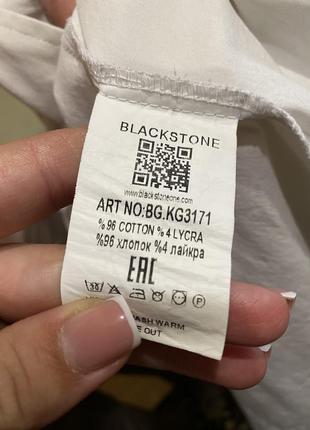 BLACKSTONE
www.blackstoneone.com
ART NO:BG.KG3171
% 96 COTTON % 4 LYCRA
%96 хлопок %4 лайкра
EAC
30 P
WARM
OUT